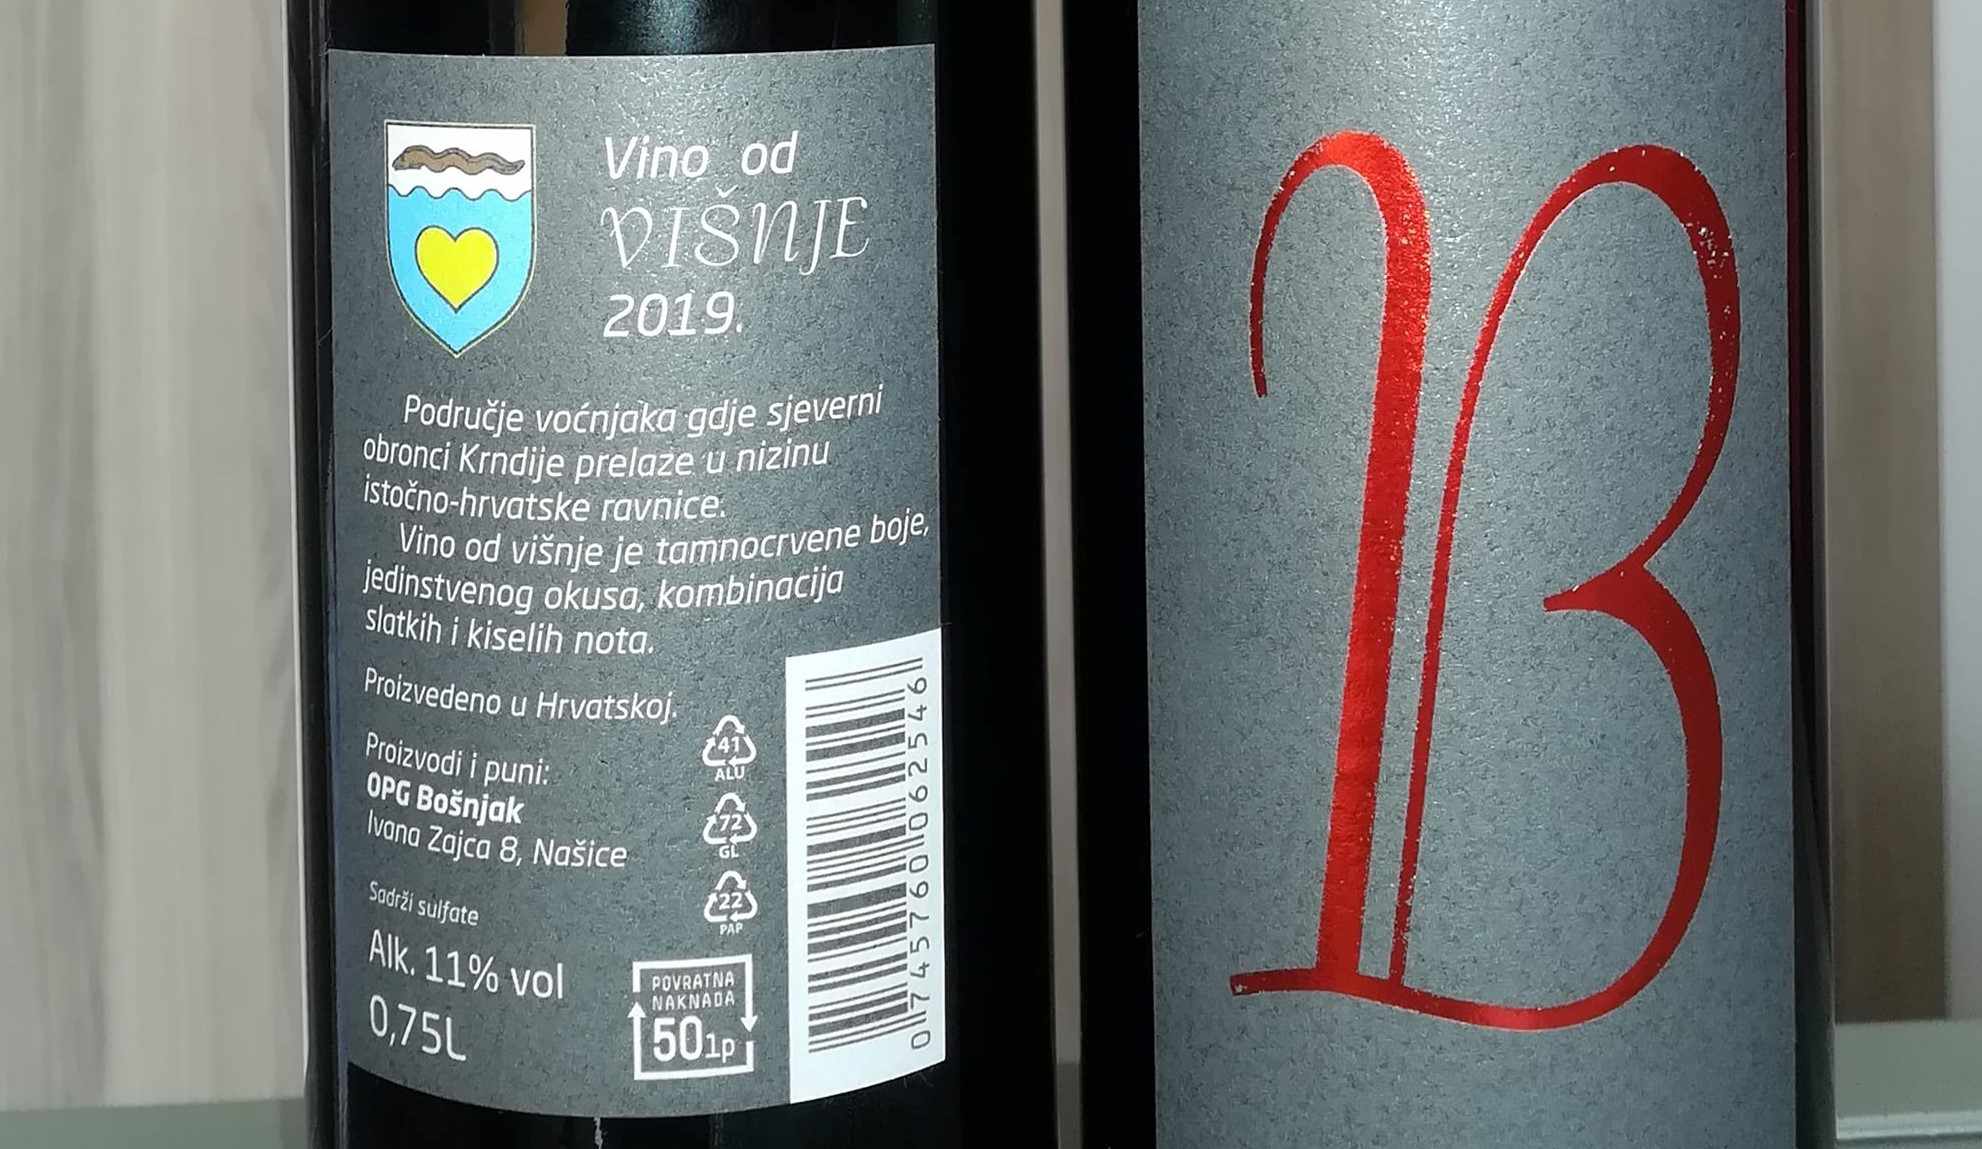 Vino od
VIŠNJE
2019.
Područje voćnjaka gdje sjeverni
obronci Krndije prelaze u nizinu
istočno-hrvatske ravnice.
Vino od višnje je tamnocrvene boje,
jedinstvenog okusa, kombinacija
slatkih i kiselih nota.
Proizvedeno u Hrvatskoj.
Proizvodi i puni:
OPG Bošnjak
Ivana Zajca 8, Našice
Sadrži sulfate
Alk. 11% vol
0,75L
41
ALU
72
GL
22
PAP
POVRATNA
NAKNADA
50lp
0745760062546
B